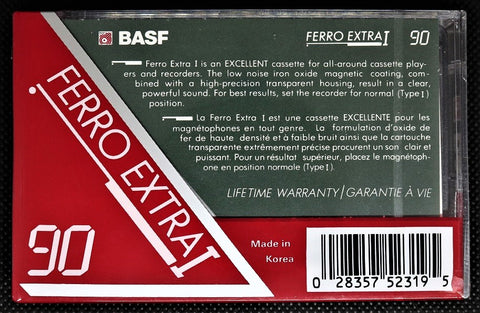 BASF FERRO EXTRA I 90
Ferro Extra I is an EXCELLENT cassette for all-around cassette play-
ers and recorders. The low noise iron oxide magnetic coating, com-
bined with a high-precision transparent housing, result in a clear,
powerful sound. For best results, set the recorder for normal (Type I)
position.
La Ferro Extra I est une cassette EXCELLENTE pour les
magnétophones en tout genre. La formulation d'oxide de
fer de haute densité et à faible bruit ainsi que la cartouche
transparente extrêmement précise procurent un son clair et
puissant. Pour un résultat supérieur, placez le magnétoph-
one en position normale (Type I).
LIFETIME WARRANTY/GARANTIE À VIE
FERRO EXTRA I
90
Made in
Korea
0 28357 52319 5